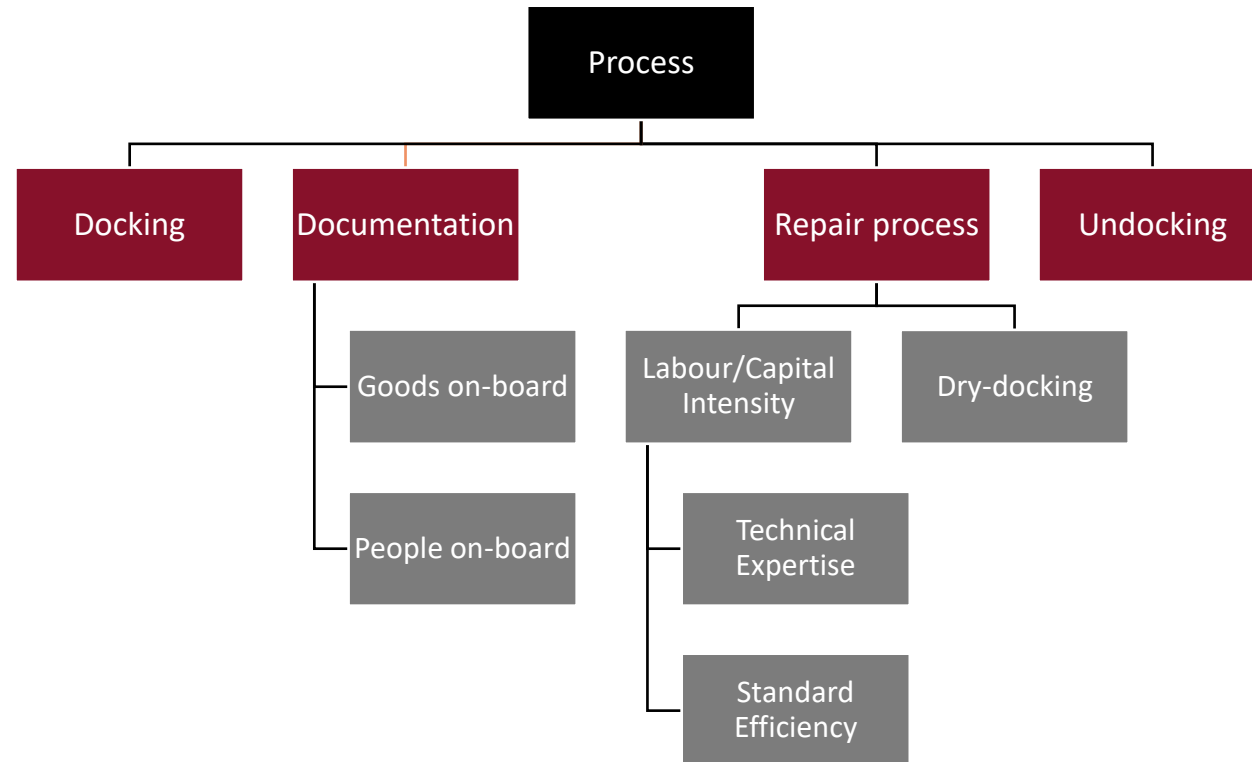 Process
Docking
Documentation
Repair process
Undocking
Goods on-board
Labour/Capital
Intensity
Dry-docking
People on-board
Technical
Expertise
Standard
Efficiency